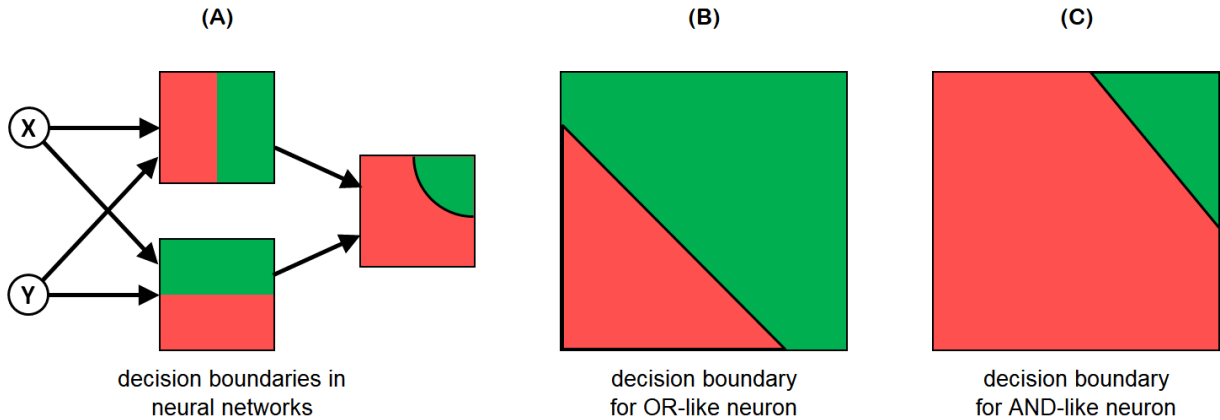 (A)
(B)
(C)
X
Y
decision boundaries in
neural networks
decision boundary
for OR-like neuron
decision boundary
for AND-like neuron